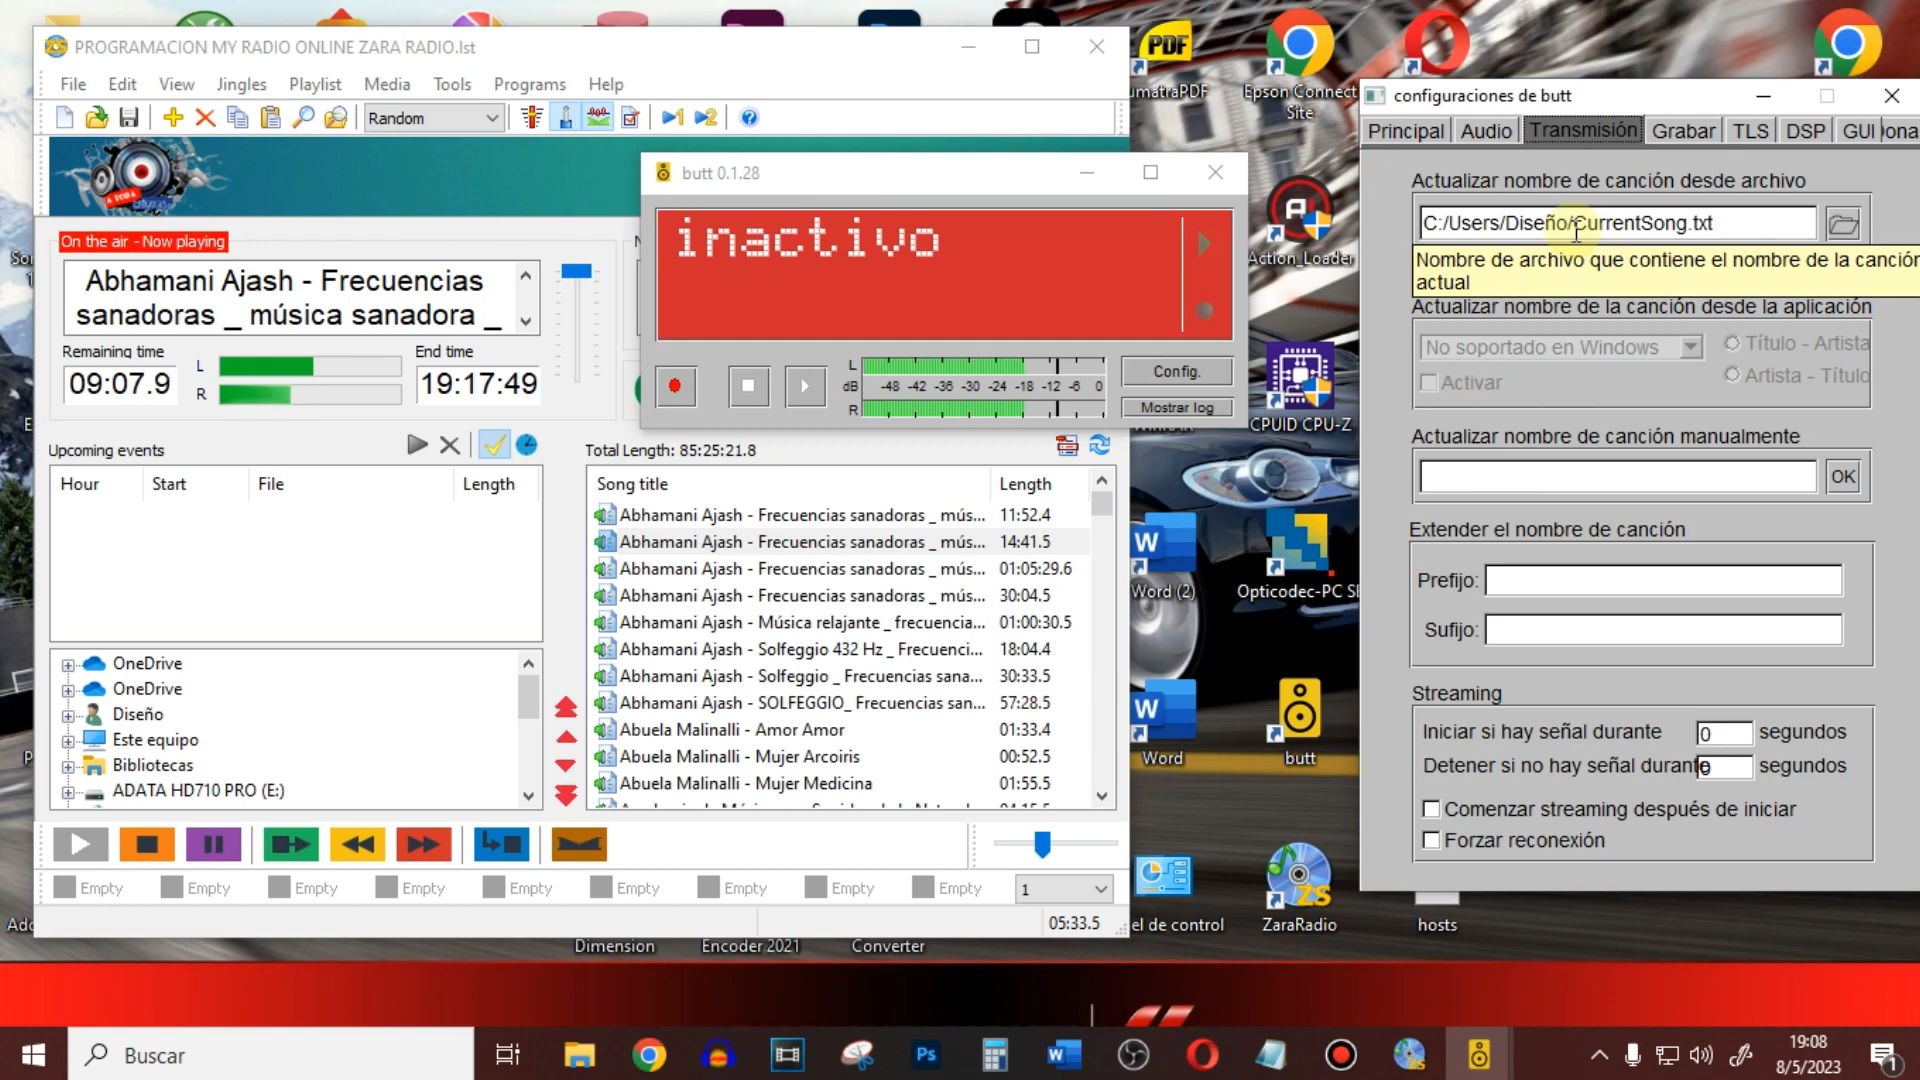 PROGRAMACION MY RADIO ONLINE ZARA RADIO.lst
File Edit View Jingles Playlist Media Tools Programs Help
Random
On the air - Now playing
Abhamani Ajash - Frecuencias
sanadoras _ música sanadora _
Remaining time
End time
09:07.9
L
R
19:17:49
Upcoming events
Hour Start File Length
OneDrive
OneDrive
Diseño
Este equipo
Bibliotecas
ADATA HD710 PRO (E:)
Total Length: 85:25:21.8
Song title Length
Abhamani Ajash - Frecuencias sanadoras _ mús... 11:52.4
Abhamani Ajash - Frecuencias sanadoras _ mús... 14:41.5
Abhamani Ajash - Frecuencias sanadoras _ mús... 01:05:29.6
Abhamani Ajash - Frecuencias sanadoras _ mús... 30:04.5
Abhamani Ajash - Música relajante _ frecuencia... 01:00:30.5
Abhamani Ajash - Solfeggio 432 Hz _ Frecuenci... 18:04.4
Abhamani Ajash - Solfeggio _ Frecuencias sana... 30:33.5
Abhamani Ajash - SOLFEGGIO_ Frecuencias san... 57:28.5
Abuela Malinalli - Amor Amor 01:33.4
Abuela Malinalli - Mujer Arcoiris 00:52.5
Abuela Malinalli - Mujer Medicina 01:55.5
Empty Empty Empty Empty Empty Empty Empty Empty Empty 1
05:33.5
butt 0.1.28
inactivo
L
dB -48 -42 -36 -30 -24 -18 -12 -6 0
R
Config.
Mostrar log
configuraciones de butt
Principal Audio Transmisión Grabar TLS DSP GUI
Actualizar nombre de canción desde archivo
C:/Users/Diseño/CurrentSong.txt
Nombre de archivo que contiene el nombre de la canción
actual
Actualizar nombre de la canción desde la aplicación
No soportado en Windows
Título - Artista
Activar
Artista - Título
Actualizar nombre de canción manualmente
OK
Extender el nombre de canción
Prefijo:
Sufijo:
Streaming
Iniciar si hay señal durante 0 segundos
Detener si no hay señal durante 0 segundos
Comenzar streaming después de iniciar
Forzar reconexión
PDF
umatraPDF
Epson Connect
Site
Action_Loader
CPUID CPU-Z
Word (2)
Opticodec-PC SE
Word
butt
el de control
ZS
ZaraRadio
hosts
Dimension
Encoder 2021
Converter
Buscar
Ps
19:08
8/5/2023
1